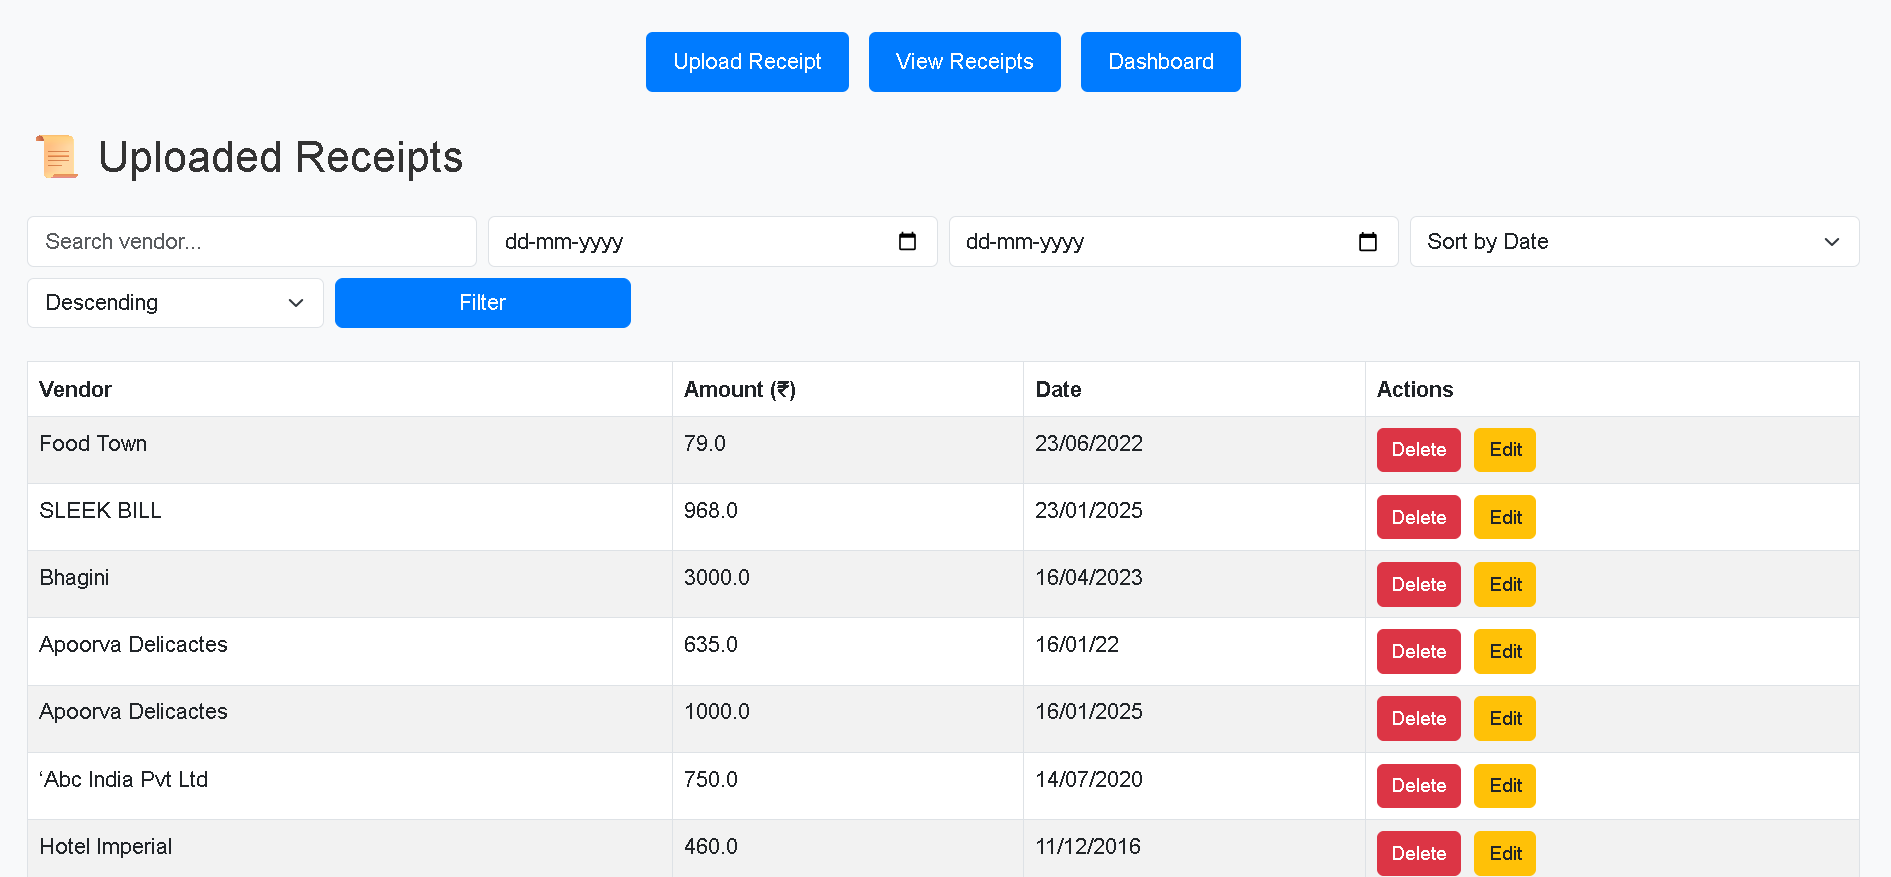 Upload Receipt View Receipts Dashboard
Uploaded Receipts
Search vendor... dd-mm-yyyy dd-mm-yyyy Sort by Date
Descending Filter
Vendor Amount (₹) Date Actions
Food Town 79.0 23/06/2022 Delete Edit
SLEEK BILL 968.0 23/01/2025 Delete Edit
Bhagini 3000.0 16/04/2023 Delete Edit
Apoorva Delicactes 635.0 16/01/22 Delete Edit
Apoorva Delicactes 1000.0 16/01/2025 Delete Edit
‘Abc India Pvt Ltd 750.0 14/07/2020 Delete Edit
Hotel Imperial 460.0 11/12/2016 Delete Edit